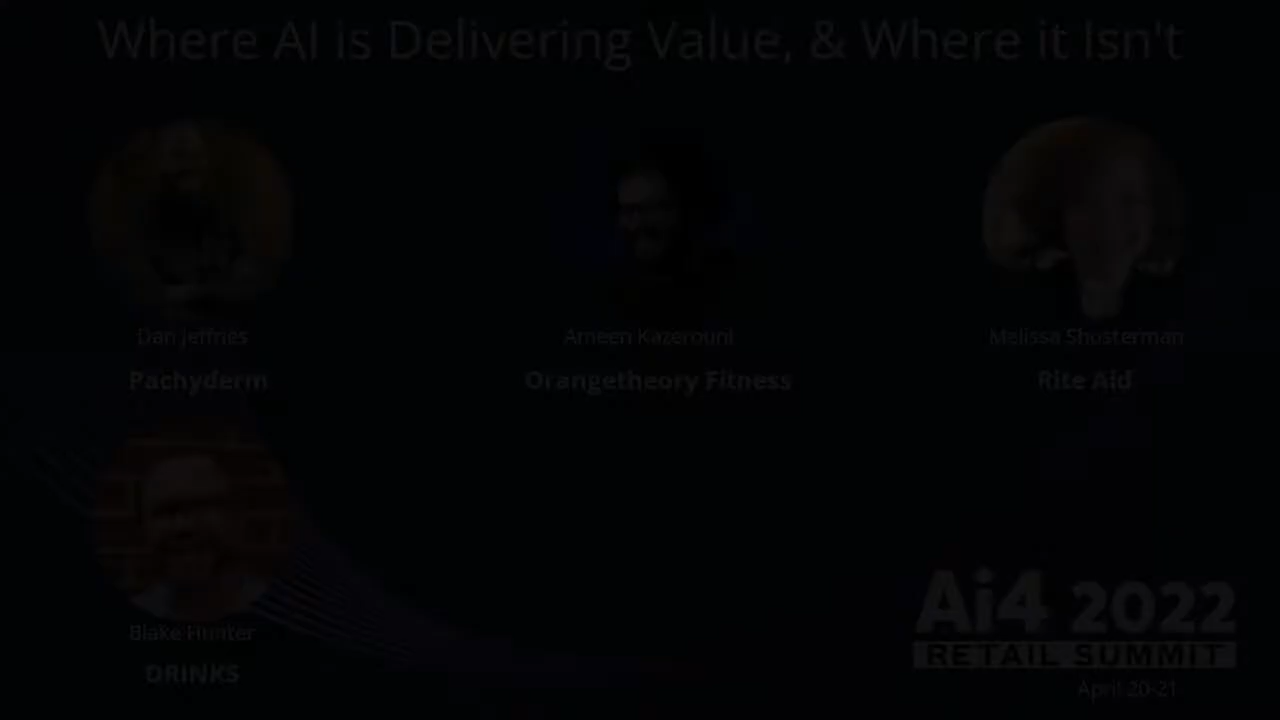 Where AI is Delivering Value, & Where it Isn't
Dan Jeffries
Pachyderm
Ameen Kazerouni
Orangetheory Fitness
Melissa Shusterman
Rite Aid
Blake Hunter
DRINKS
Ai4 2022
RETAIL SUMMIT
April 20-21